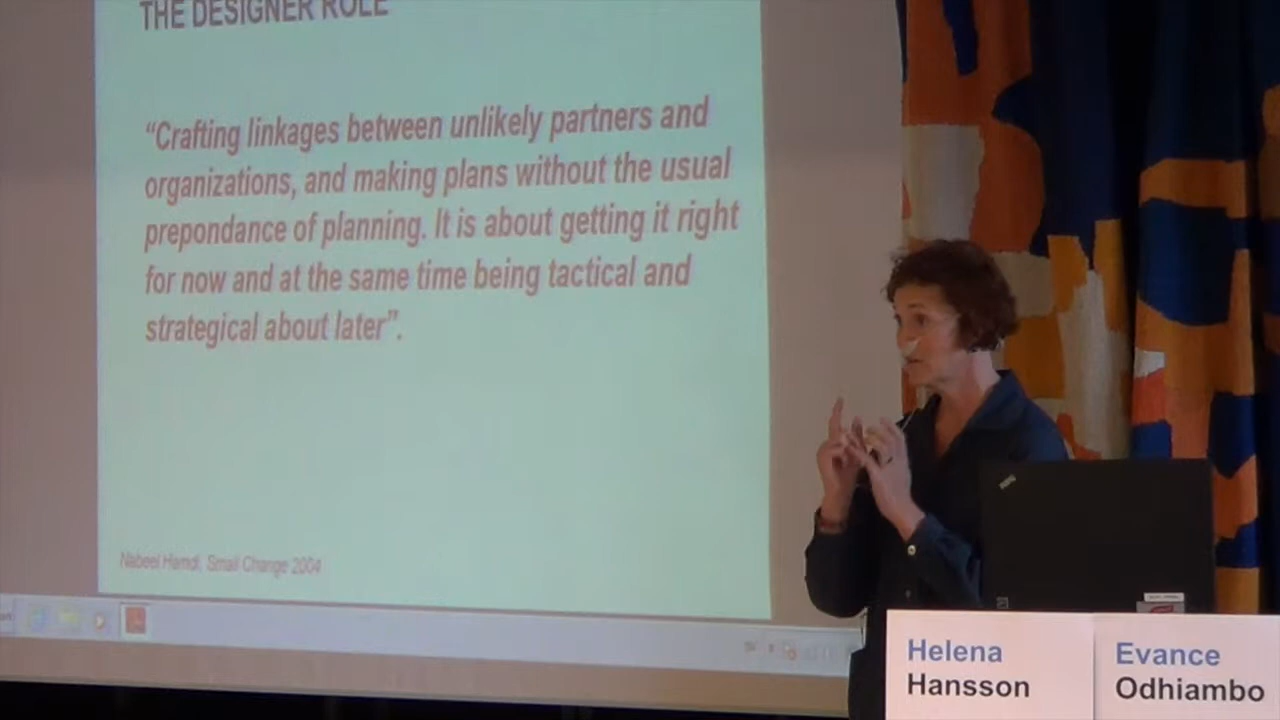 THE DESIGNER ROLE
“Crafting linkages between unlikely partners and
organizations, and making plans without the usual
prepondance of planning. It is about getting it right
for now and at the same time being tactical and
strategical about later”.
Nabeel Hamdi, Small Change 2004
Helena
Hansson
Evance
Odhiambo